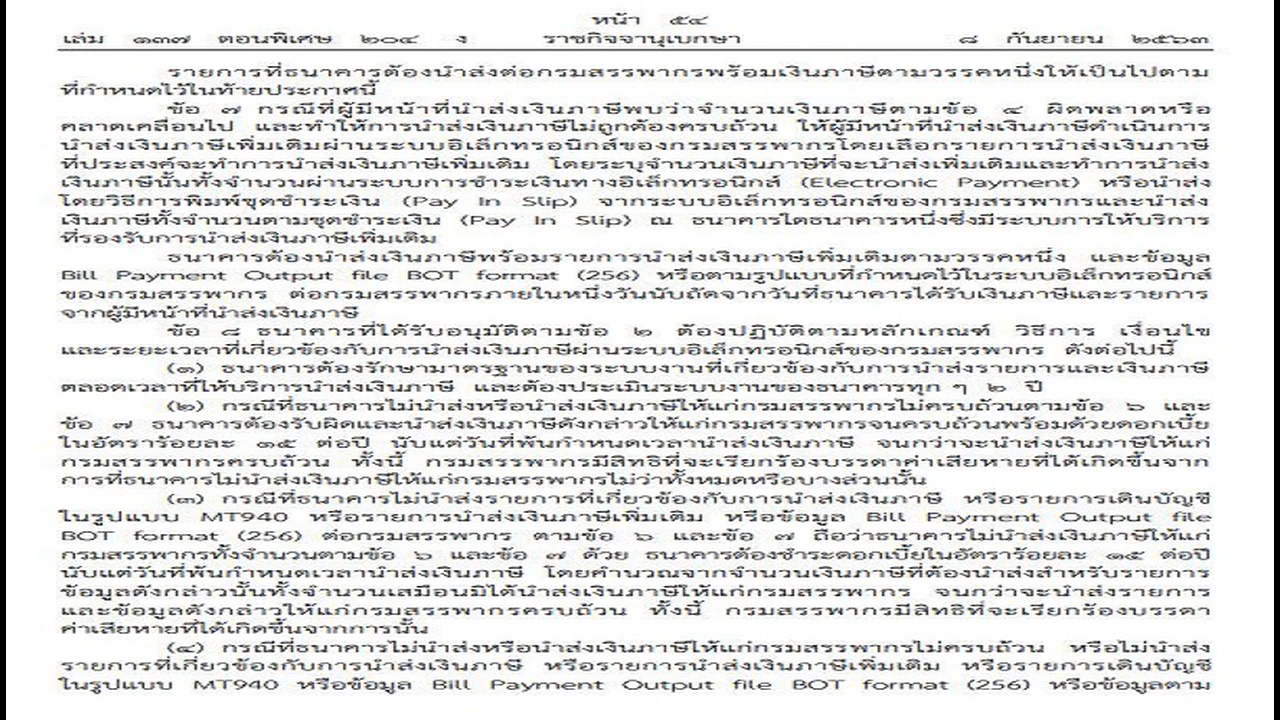 หน้า ๕๔
เล่ม ๑๓๗ ตอนพิเศษ ๒๐๔ ง ราชกิจจานุเบกษา ๘ กันยายน ๒๕๖๓
รายการที่ธนาคารต้องนำส่งต่อกรมสรรพากรพร้อมเงินภาษีตามวรรคหนึ่งให้เป็นไปตาม
ที่กำหนดไว้ในท้ายประกาศนี้
ข้อ ๗ กรณีที่ผู้มีหน้าที่นำส่งเงินภาษีพบว่าจำนวนเงินภาษีตามข้อ ๔ ผิดพลาดหรือ
คลาดเคลื่อนไป และทำให้การนำส่งเงินภาษีไม่ถูกต้องครบถ้วน ให้ผู้มีหน้าที่นำส่งเงินภาษีดำเนินการ
นำส่งเงินภาษีเพิ่มเติมผ่านระบบอิเล็กทรอนิกส์ของกรมสรรพากรโดยเลือกรายการนำส่งเงินภาษี
ที่ประสงค์จะทำการนำส่งเงินภาษีเพิ่มเติม โดยระบุจำนวนเงินภาษีที่จะนำส่งเพิ่มเติมและทำการนำส่ง
เงินภาษีนั้นทั้งจำนวนผ่านระบบการชำระเงินทางอิเล็กทรอนิกส์ (Electronic Payment) หรือนำส่ง
โดยวิธีการพิมพ์ชุดชำระเงิน (Pay In Slip) จากระบบอิเล็กทรอนิกส์ของกรมสรรพากรและนำส่ง
เงินภาษีทั้งจำนวนตามชุดชำระเงิน (Pay In Slip) ณ ธนาคารใดธนาคารหนึ่งซึ่งมีระบบการให้บริการ
ที่รองรับการนำส่งเงินภาษีเพิ่มเติม
ธนาคารต้องนำส่งเงินภาษีพร้อมรายการนำส่งเงินภาษีเพิ่มเติมตามวรรคหนึ่ง และข้อมูล
Bill Payment Output file BOT format (256) หรือตามรูปแบบที่กำหนดไว้ในระบบอิเล็กทรอนิกส์
ของกรมสรรพากร ต่อกรมสรรพากรภายในหนึ่งวันนับถัดจากวันที่ธนาคารได้รับเงินภาษีและรายการ
จากผู้มีหน้าที่นำส่งเงินภาษี
ข้อ ๘ ธนาคารที่ได้รับอนุมัติตามข้อ ๒ ต้องปฏิบัติตามหลักเกณฑ์ วิธีการ เงื่อนไข
และระยะเวลาที่เกี่ยวข้องกับการนำส่งเงินภาษีผ่านระบบอิเล็กทรอนิกส์ของกรมสรรพากร ดังต่อไปนี้
(๑) ธนาคารต้องรักษามาตรฐานของระบบงานที่เกี่ยวข้องกับการนำส่งรายการและเงินภาษี
ตลอดเวลาที่ให้บริการนำส่งเงินภาษี และต้องประเมินระบบงานของธนาคารทุก ๆ ๒ ปี
(๒) กรณีที่ธนาคารไม่นำส่งหรือนำส่งเงินภาษีให้แก่กรมสรรพากรไม่ครบถ้วนตามข้อ ๖ และ
ข้อ ๗ ธนาคารต้องรับผิดและนำส่งเงินภาษีดังกล่าวให้แก่กรมสรรพากรจนครบถ้วนพร้อมด้วยดอกเบี้ย
ในอัตราร้อยละ ๑๕ ต่อปี นับแต่วันที่พ้นกำหนดเวลานำส่งเงินภาษี จนกว่าจะนำส่งเงินภาษีให้แก่
กรมสรรพากรครบถ้วน ทั้งนี้ กรมสรรพากรมีสิทธิที่จะเรียกร้องบรรดาค่าเสียหายที่ได้เกิดขึ้นจาก
การที่ธนาคารไม่นำส่งเงินภาษีให้แก่กรมสรรพากรไม่ว่าทั้งหมดหรือบางส่วนนั้น
(๓) กรณีที่ธนาคารไม่นำส่งรายการที่เกี่ยวข้องกับการนำส่งเงินภาษี หรือรายการเดินบัญชี
ในรูปแบบ MT940 หรือรายการนำส่งเงินภาษีเพิ่มเติม หรือข้อมูล Bill Payment Output file
BOT format (256) ต่อกรมสรรพากร ตามข้อ ๖ และข้อ ๗ ถือว่าธนาคารไม่นำส่งเงินภาษีให้แก่
กรมสรรพากรทั้งจำนวนตามข้อ ๖ และข้อ ๗ ด้วย ธนาคารต้องชำระดอกเบี้ยในอัตราร้อยละ ๑๕ ต่อปี
นับแต่วันที่พ้นกำหนดเวลานำส่งเงินภาษี โดยคำนวณจากจำนวนเงินภาษีที่ต้องนำส่งสำหรับรายการ
ข้อมูลดังกล่าวนั้นทั้งจำนวนเสมือนมิได้นำส่งเงินภาษีให้แก่กรมสรรพากร จนกว่าจะนำส่งรายการ
และข้อมูลดังกล่าวให้แก่กรมสรรพากรครบถ้วน ทั้งนี้ กรมสรรพากรมีสิทธิที่จะเรียกร้องบรรดา
ค่าเสียหายที่ได้เกิดขึ้นจากการนั้น
(๔) กรณีที่ธนาคารไม่นำส่งหรือนำส่งเงินภาษีให้แก่กรมสรรพากรไม่ครบถ้วน หรือไม่นำส่ง
รายการที่เกี่ยวข้องกับการนำส่งเงินภาษี หรือรายการนำส่งเงินภาษีเพิ่มเติม หรือรายการเดินบัญชี
ในรูปแบบ MT940 หรือข้อมูล Bill Payment Output file BOT format (256) หรือข้อมูลตาม